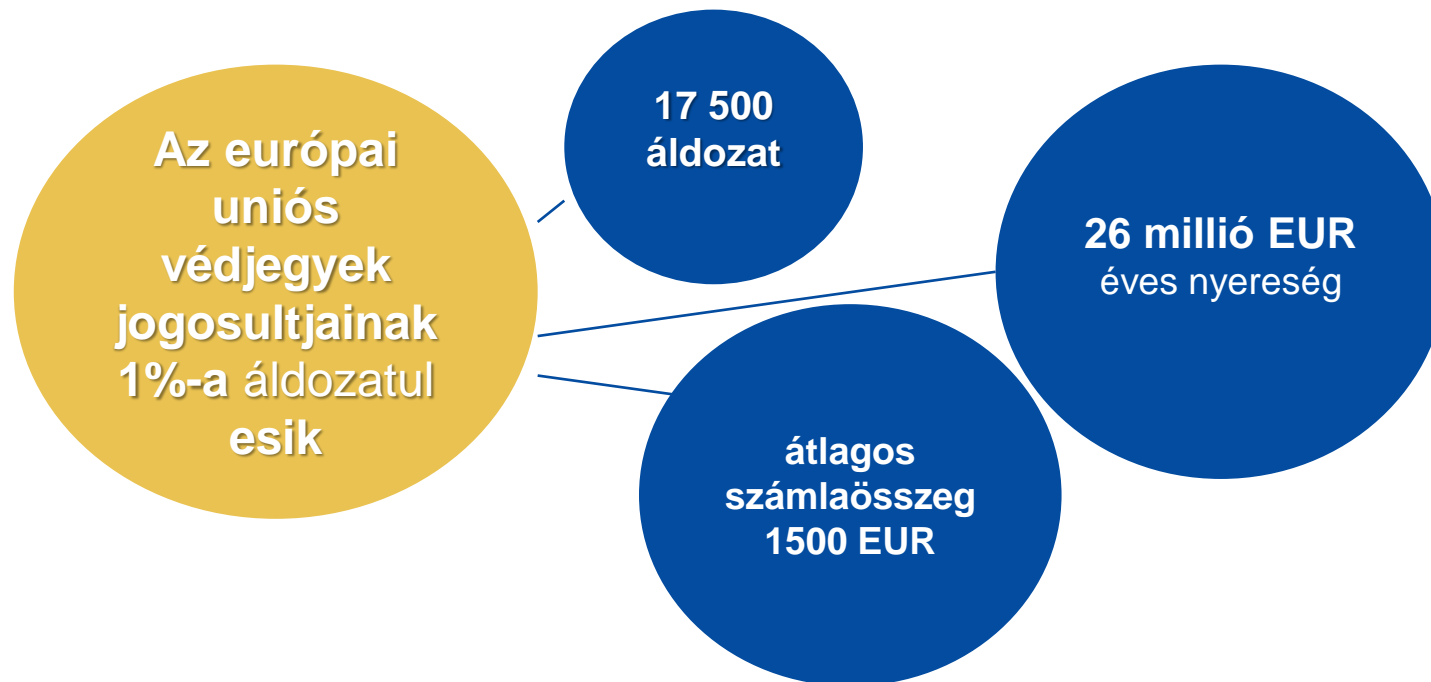 Az európai
uniós
védjegyek
jogosultjainak
1%-a áldozatul
esik
17 500
áldozat
26 millió EUR
éves nyereség
átlagos
számlaösszeg
1500 EUR